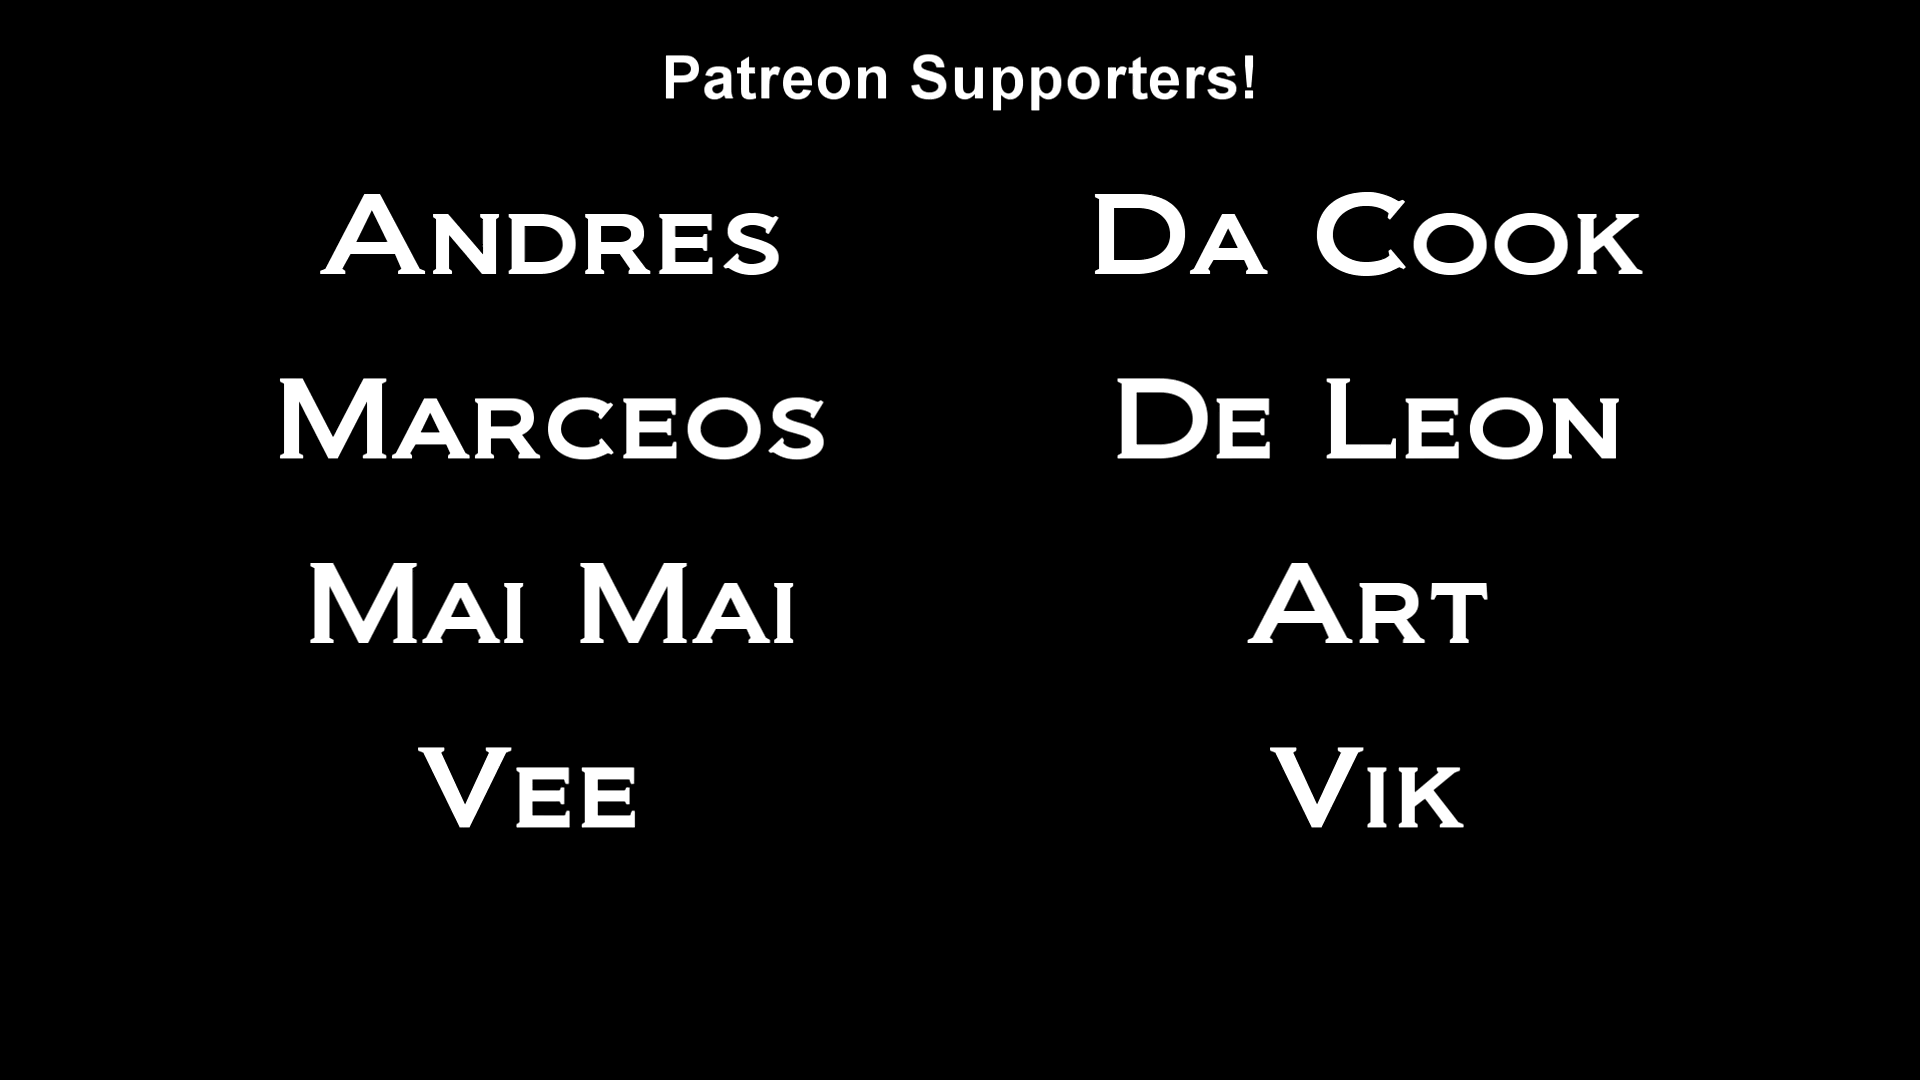 Patreon Supporters!
Andres Da Cook
Marceos De Leon
Mai Mai Art
Vee Vik